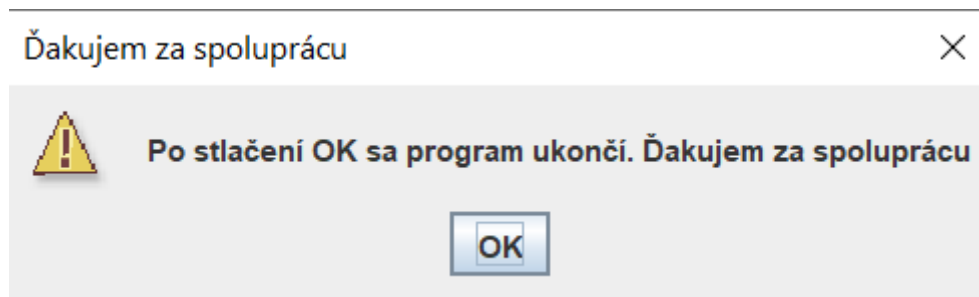 Ďakujem za spoluprácu
Po stlačení OK sa program ukončí. Ďakujem za spoluprácu
OK